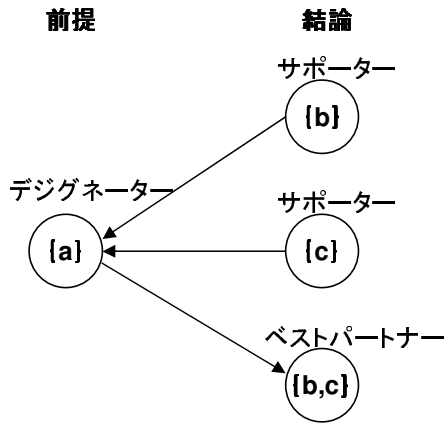 前提
結論
サポーター
{b}
デジグネーター
{a}
サポーター
{c}
ベストパートナー
{b,c}